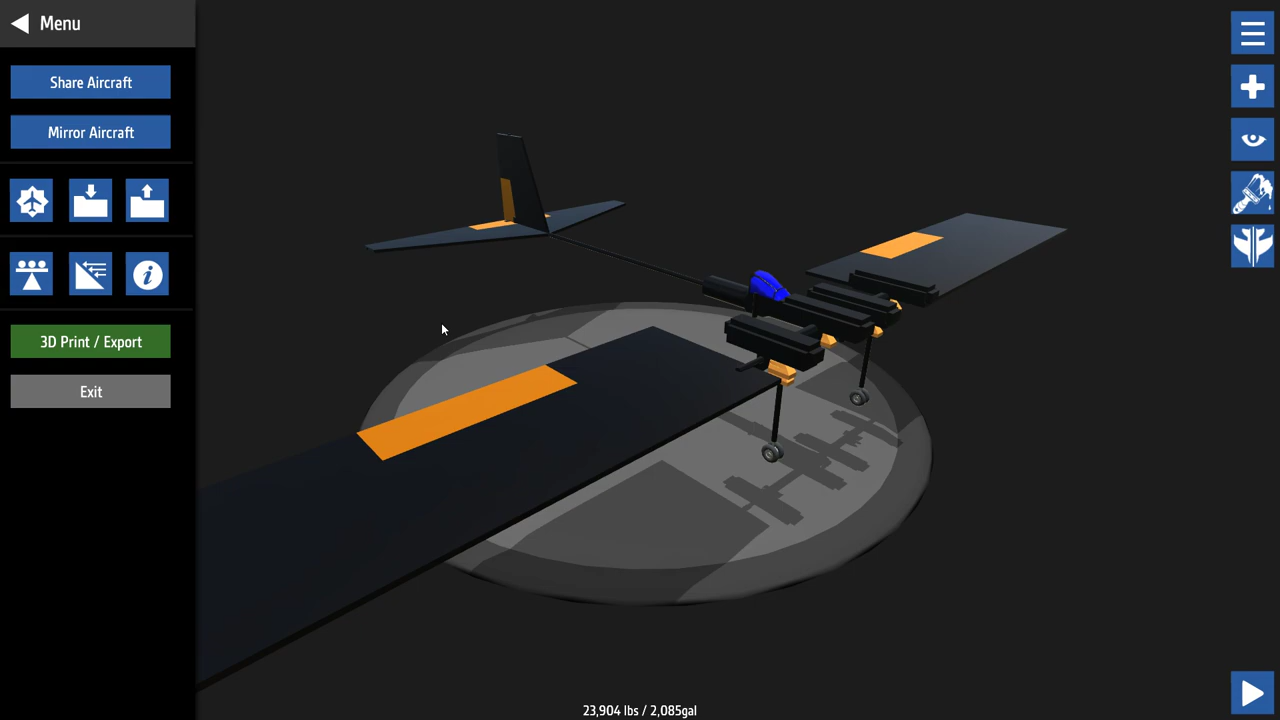 Menu
Share Aircraft
Mirror Aircraft
3D Print / Export
Exit
23,904 lbs / 2,085gal